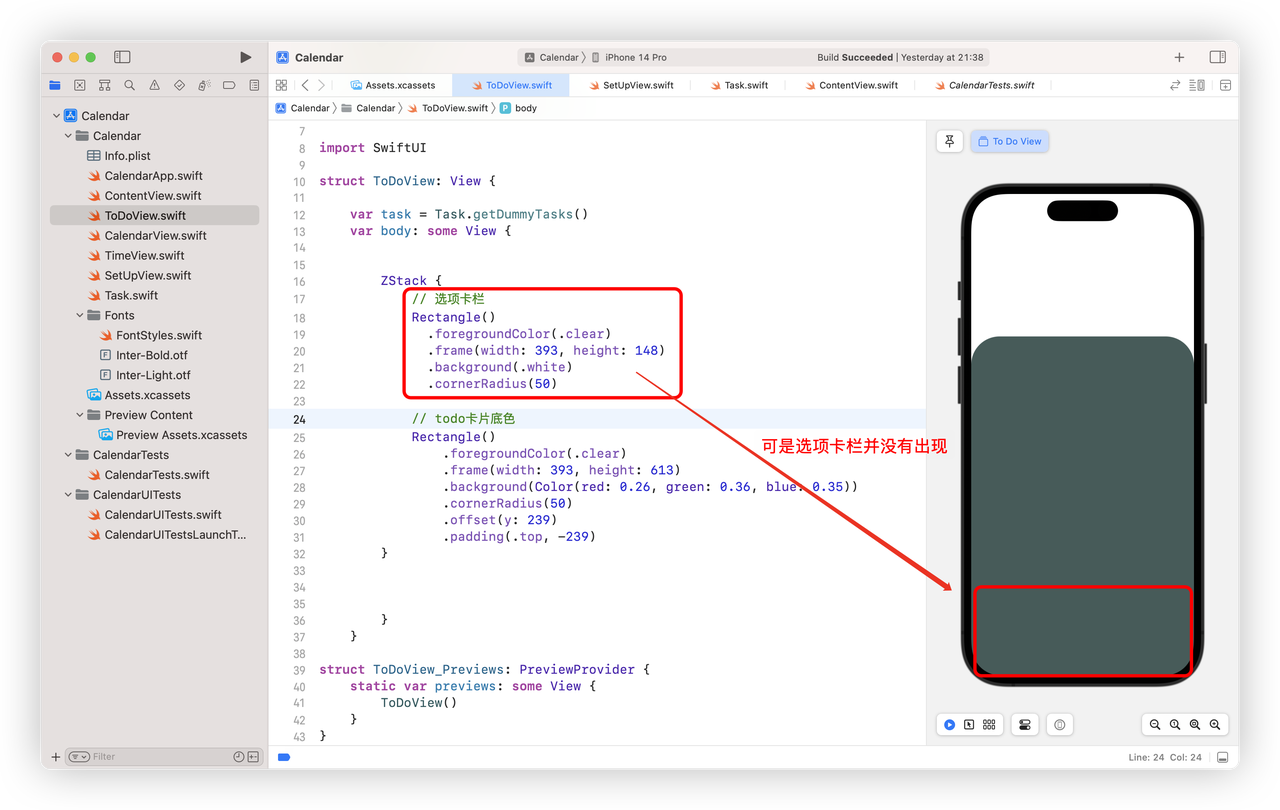 Calendar
Calendar 〉 iPhone 14 Pro
Build Succeeded | Yesterday at 21:38
Assets.xcassets
ToDoView.swift
SetUpView.swift
Task.swift
ContentView.swift
CalendarTests.swift
Calendar 〉 Calendar 〉 ToDoView.swift 〉 P body
Calendar
Calendar
Info.plist
CalendarApp.swift
ContentView.swift
ToDoView.swift
CalendarView.swift
TimeView.swift
SetUpView.swift
Task.swift
Fonts
FontStyles.swift
F Inter-Bold.otf
F Inter-Light.otf
Assets.xcassets
Preview Content
Preview Assets.xcassets
CalendarTests
CalendarTests.swift
CalendarUITests
CalendarUITests.swift
CalendarUITestsLaunchT...
Filter
7
8 import SwiftUI
9
10 struct ToDoView: View {
11
12 var task = Task.getDummyTasks()
13 var body: some View {
14
15
16 ZStack {
17 // 选项卡栏
18 Rectangle()
19 .foregroundColor(.clear)
20 .frame(width: 393, height: 148)
21 .background(.white)
22 .cornerRadius(50)
23
24 // todo卡片底色
25 Rectangle()
26 .foregroundColor(.clear)
27 .frame(width: 393, height: 613)
28 .background(Color(red: 0.26, green: 0.36, blue: 0.35))
29 .cornerRadius(50)
30 .offset(y: 239)
31 .padding(.top, -239)
32 }
33
34
35
36 }
37 }
38
39 struct ToDoView_Previews: PreviewProvider {
40 static var previews: some View {
41 ToDoView()
42 }
43 }
可是选项卡栏并没有出现
To Do View
Line: 24 Col: 24